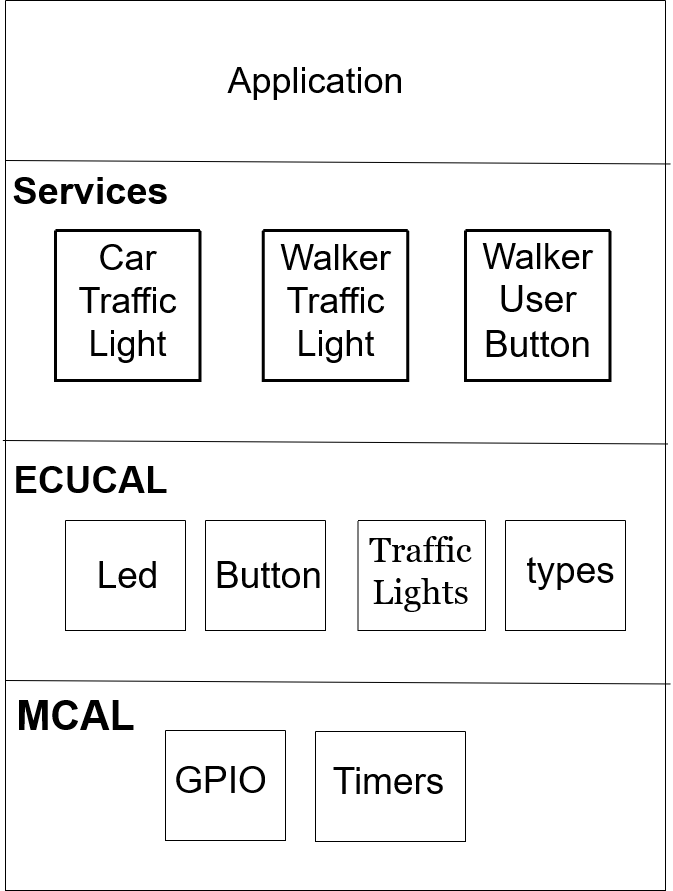 Application
Services
Car
Traffic
Light
Walker
Traffic
Light
Walker
User
Button
ECUCAL
Led
Button
Traffic
Lights
types
MCAL
GPIO
Timers